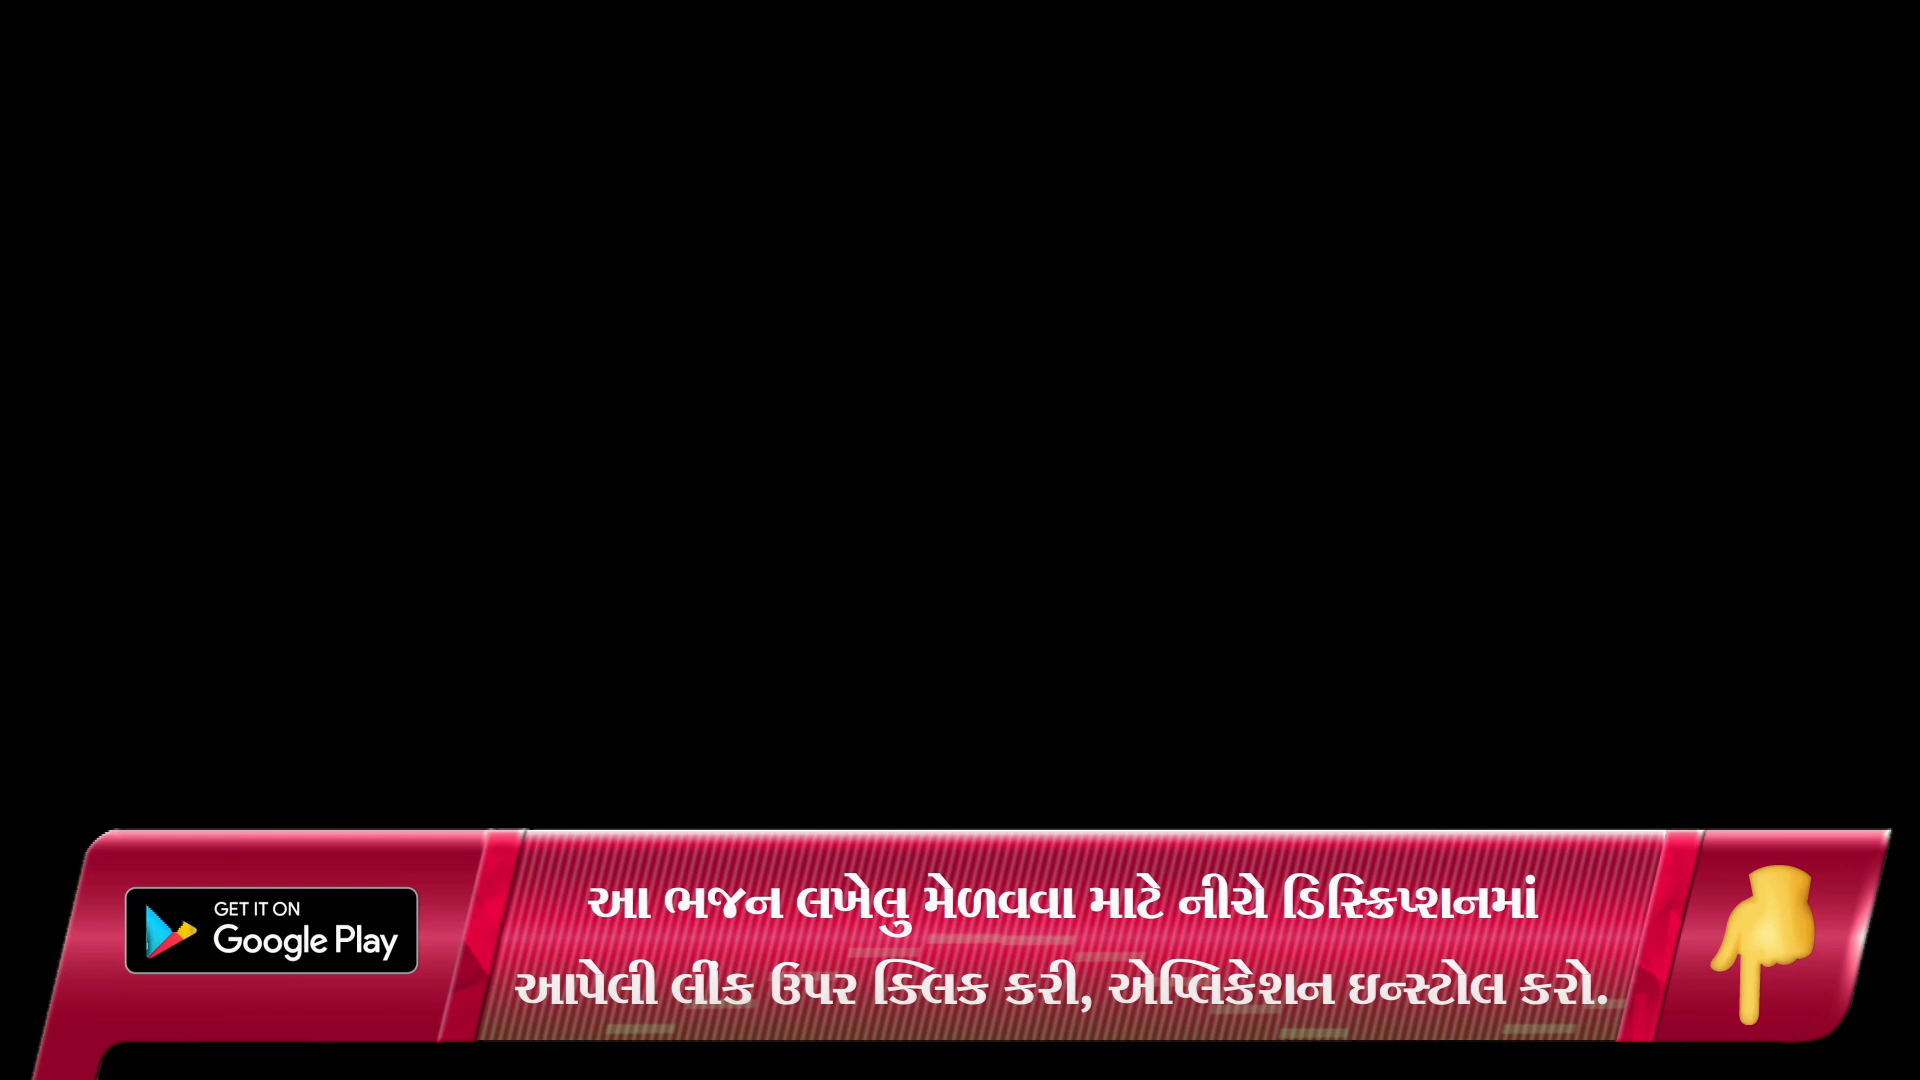 GET IT ON
Google Play
આ ભજન લખેલુ મેળવવા માટે નીચે ડિસ્ક્રિપ્શનમાં
આપેલી લીંક ઉપર ક્લિક કરી, એપ્લિકેશન ઇન્સ્ટોલ કરો.